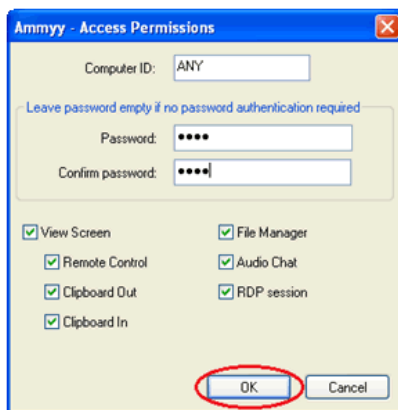 Ammyy - Access Permissions
Computer ID: ANY
Leave password empty if no password authentication required
Password: ••••
Confirm password: ••••
View Screen File Manager
Remote Control Audio Chat
Clipboard Out RDP session
Clipboard In
OK Cancel